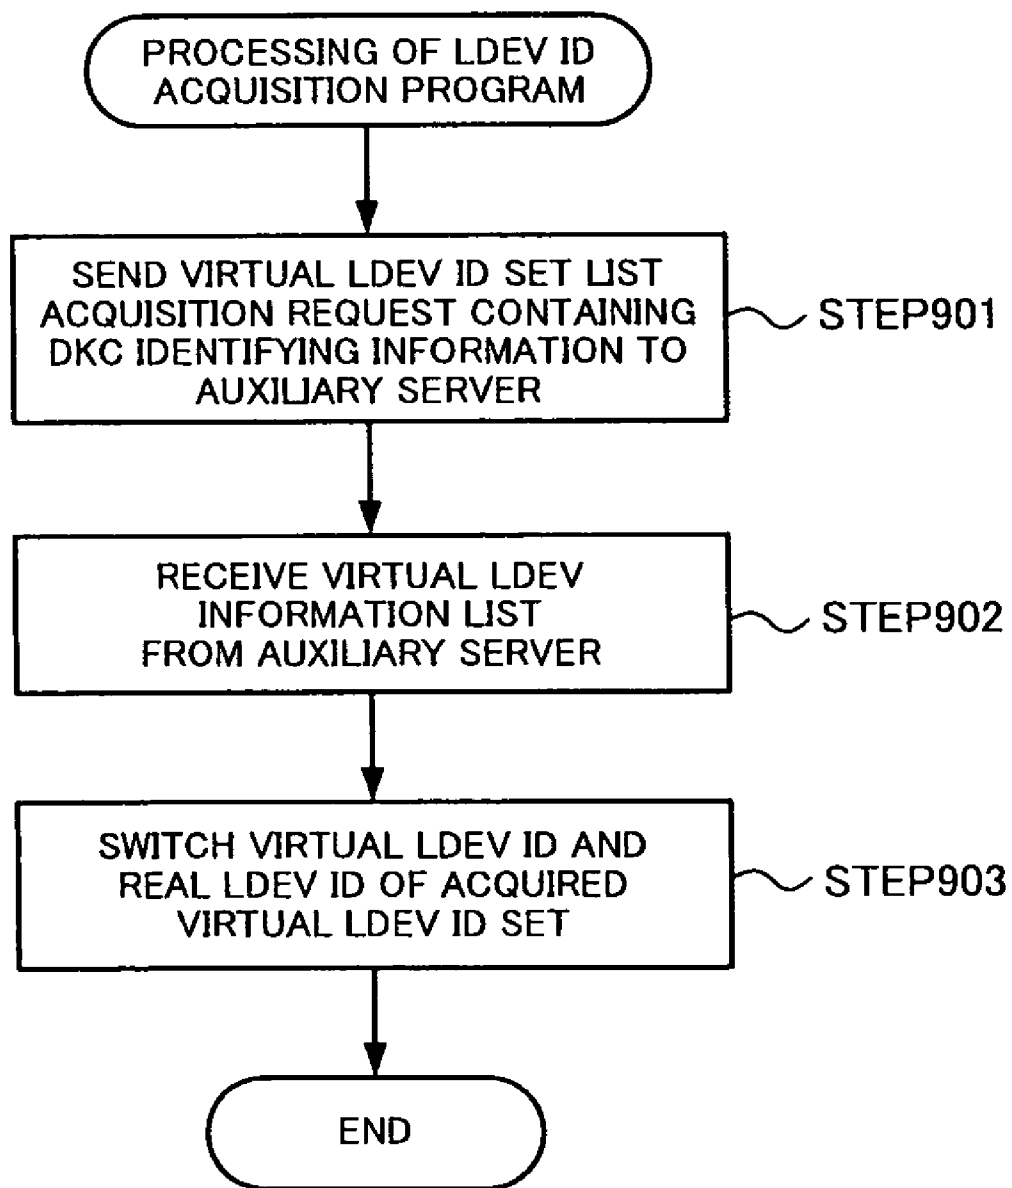 PROCESSING OF LDEV ID
ACQUISITION PROGRAM
SEND VIRTUAL LDEV ID SET LIST
ACQUISITION REQUEST CONTAINING
DKC IDENTIFYING INFORMATION TO
AUXILIARY SERVER
STEP901
RECEIVE VIRTUAL LDEV
INFORMATION LIST
FROM AUXILIARY SERVER
STEP902
SWITCH VIRTUAL LDEV ID AND
REAL LDEV ID OF ACQUIRED
VIRTUAL LDEV ID SET
STEP903
END